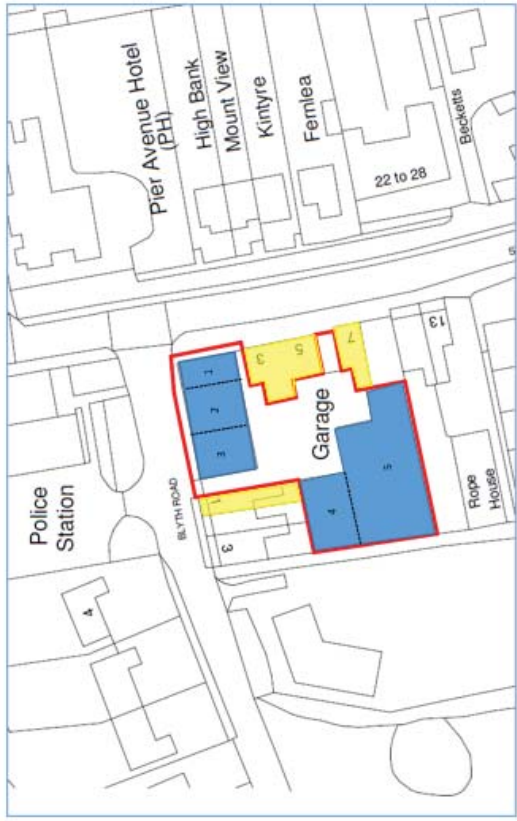 Pier Avenue Hotel
(PH)
High Bank
Mount View
Kintyre
Fernlea
22 to 28
Becketts
Police
Station
BLYTH ROAD
4
3
1
2
3
3
5
7
Garage
4
5
13
Rope
House